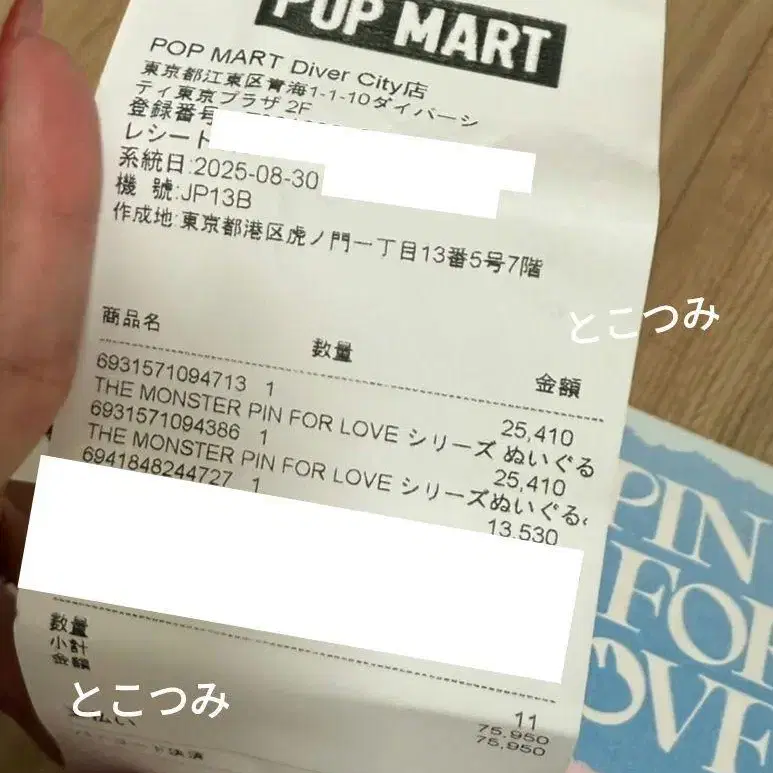 POP MART
POP MART Diver City店
東京都江東区青海1-1-10ダイバーシ
ティ東京プラザ 2F
登録番号
レシート
系統日:2025-08-30
機 號:JP13B
作成地:東京都港区虎ノ門一丁目13番5号7階
とこつみ
商品名 数量 金額
6931571094713 1 25,410
THE MONSTER PIN FOR LOVE シリーズ ぬいぐる
6931571094386 1 25,410
THE MONSTER PIN FOR LOVE シリーズぬいぐる
6941848244727 1 13,530
数量 11
小計 75,950
金額 75,950
とこつみ
払い
PIN
FOR
LOVE